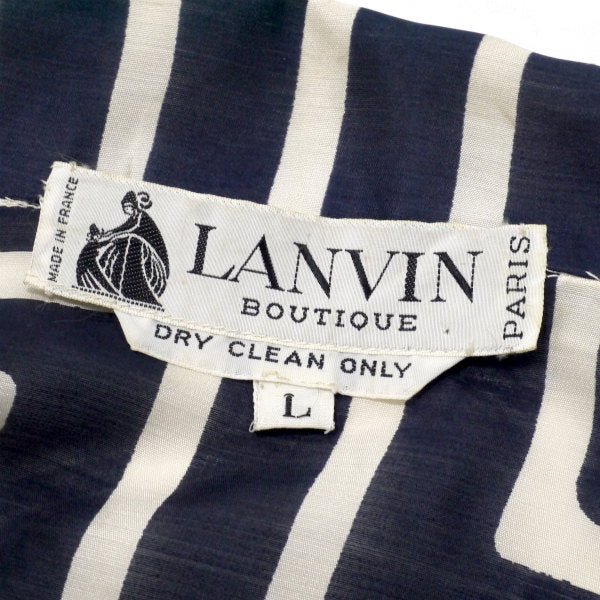 MADE IN FRANCE
LANVIN
BOUTIQUE
PARIS
DRY CLEAN ONLY
L